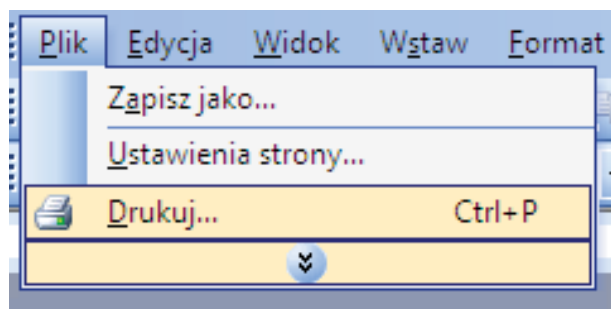 Plik Edycja Widok Wstaw Format
Zapisz jako...
Ustawienia strony...
Drukuj... Ctrl+P